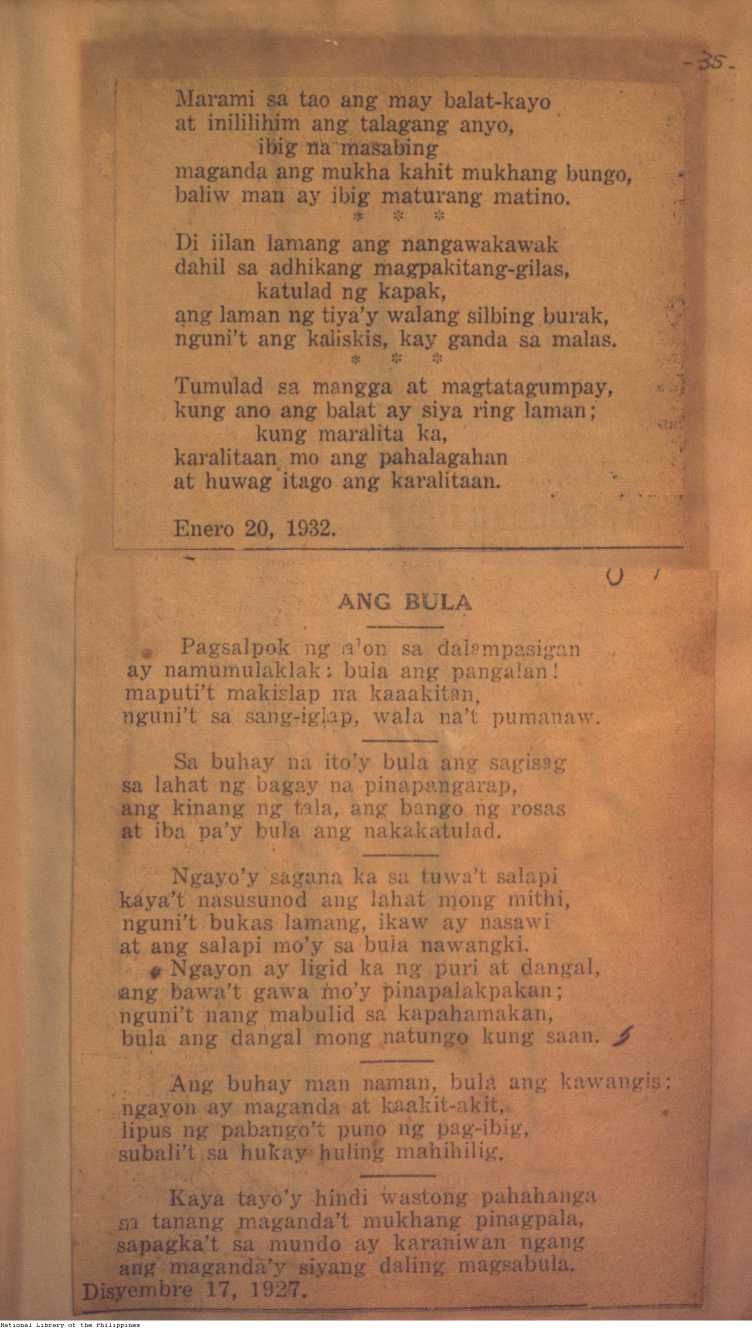 -35-
Marami sa tao ang may balat-kayo
at inililihim ang talagang anyo,
ibig na masabing
maganda ang mukha kahit mukhang bungo,
baliw man ay ibig maturang matino.
* * *
Di iilan lamang ang nangawakawak
dahil sa adhikang magpakitang-gilas,
katulad ng kapak,
ang laman ng tiya'y walang silbing burak,
nguni't ang kaliskis, kay ganda sa malas.
* * *
Tumulad sa mangga at magtatagumpay,
kung ano ang balat ay siya ring laman;
kung maralita ka,
karalitaan mo ang pahalagahan
at huwag itago ang karalitaan.
Enero 20, 1932.
ANG BULA
Pagsalpok ng alon sa dalampasigan
ay namumulaklak: bula ang pangalan!
maputi't makislap na kaaakitan,
nguni't sa sang-iglap, wala na't pumanaw.
Sa buhay na ito'y bula ang sagisag
sa lahat ng bagay na pinapangarap,
ang kinang ng tala, ang bango ng rosas
at iba pa'y bula ang nakakatulad.
Ngayo'y sagana ka sa tuwa't salapi
kaya't nasusunod ang lahat mong mithi,
nguni't bukas lamang, ikaw ay nasawi
at ang salapi mo'y sa bula nawangki.
Ngayon ay ligid ka ng puri at dangal,
ang bawa't gawa mo'y pinapalakpakan;
nguni't nang mabulid sa kapahamakan,
bula ang dangal mong natungo kung saan.
Ang buhay man naman, bula ang kawangis:
ngayon ay maganda at kaakit-akit,
lipus ng pabango't puno ng pag-ibig,
subali't sa hukay huling mahihilig.
Kaya tayo'y hindi wastong pahahanga
sa tanang maganda't mukhang pinagpala,
sapagka't sa mundo ay karaniwan ngang
ang maganda'y siyang daling magsabula.
Disyembre 17, 1927.
National Library of the Philippines